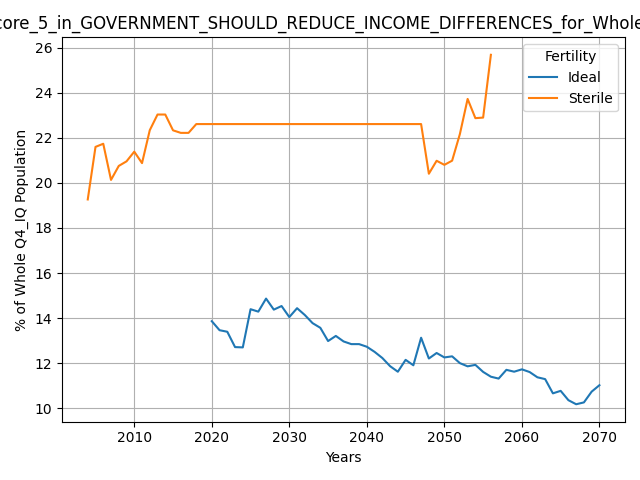 core_5_in_GOVERNMENT_SHOULD_REDUCE_INCOME_DIFFERENCES_for_Whole
26
24
22
20
18
16
14
12
10
% of Whole Q4_IQ Population
Fertility
Ideal
Sterile
2010
2020
2030
2040
2050
2060
2070
Years